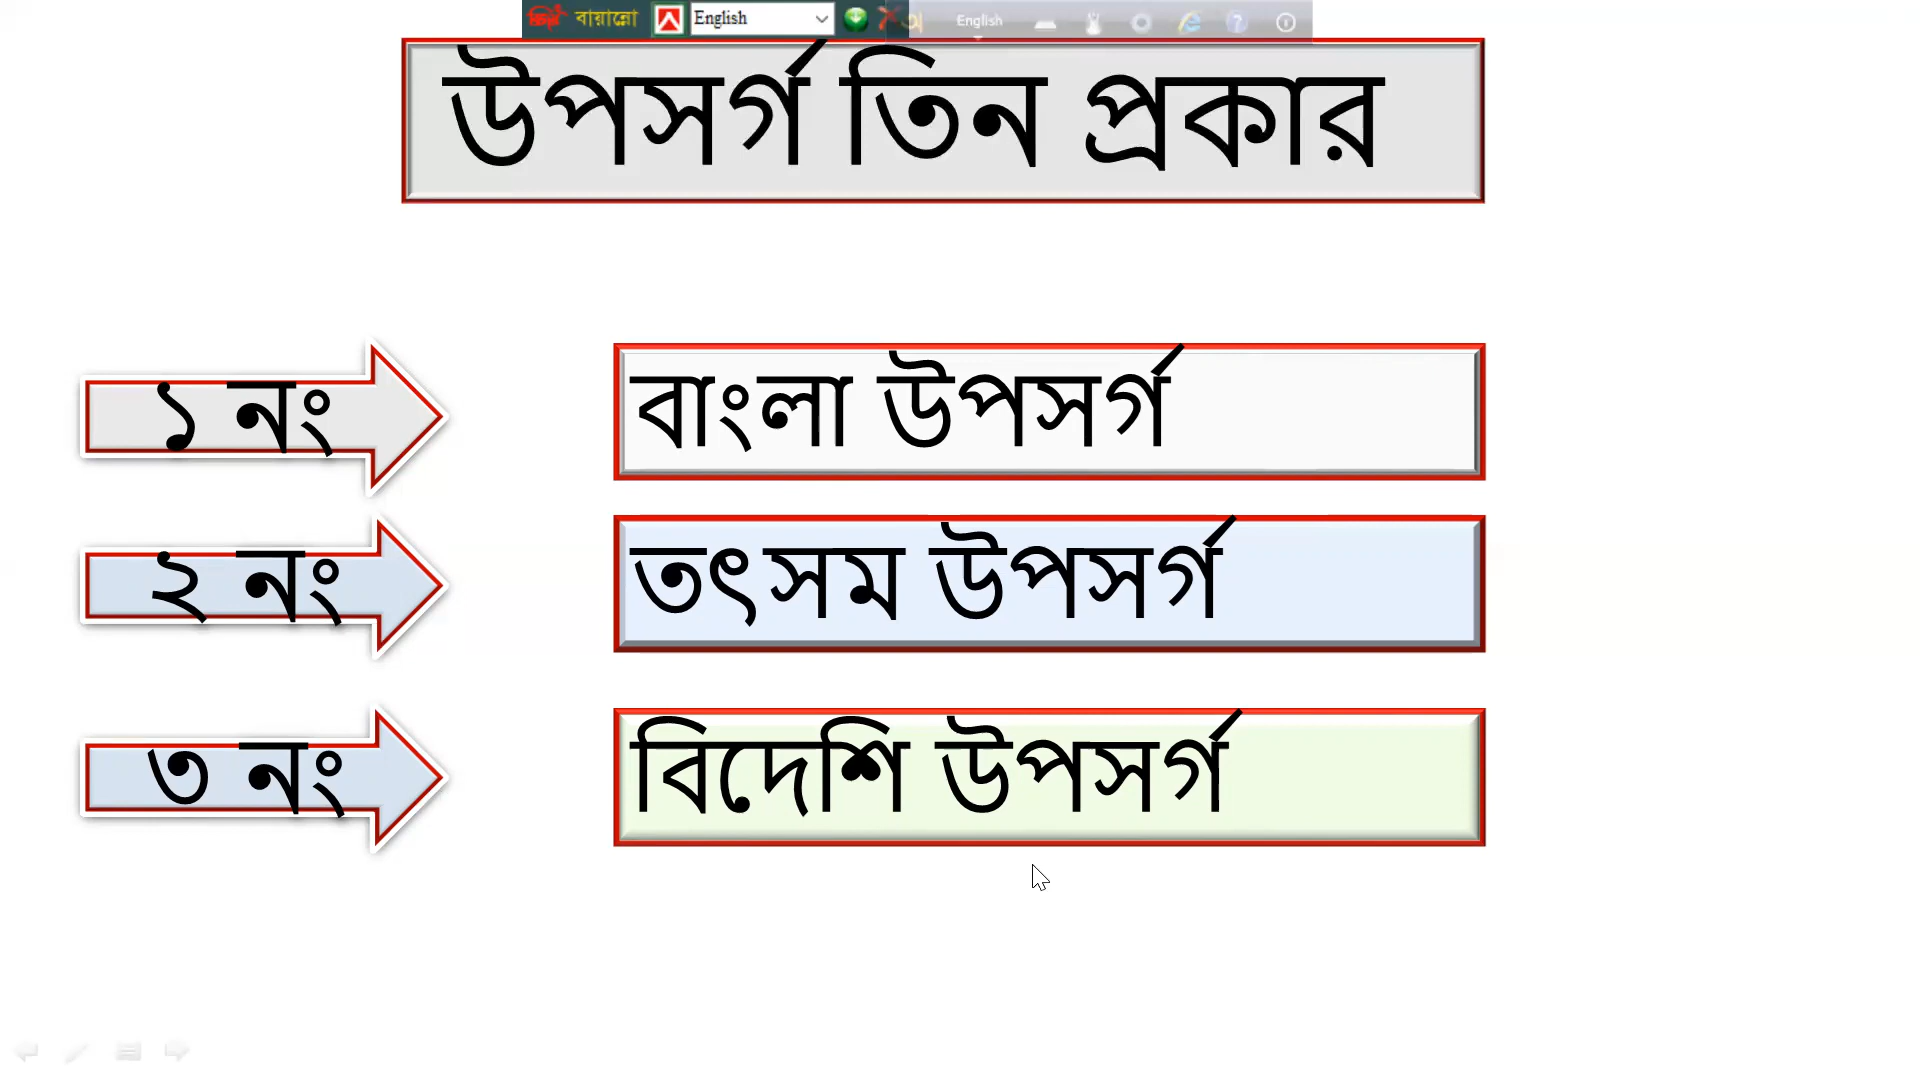 বায়ান্নো English English
উপসর্গ তিন প্রকার
১ নং বাংলা উপসর্গ
২ নং তৎসম উপসর্গ
৩ নং বিদেশি উপসর্গ